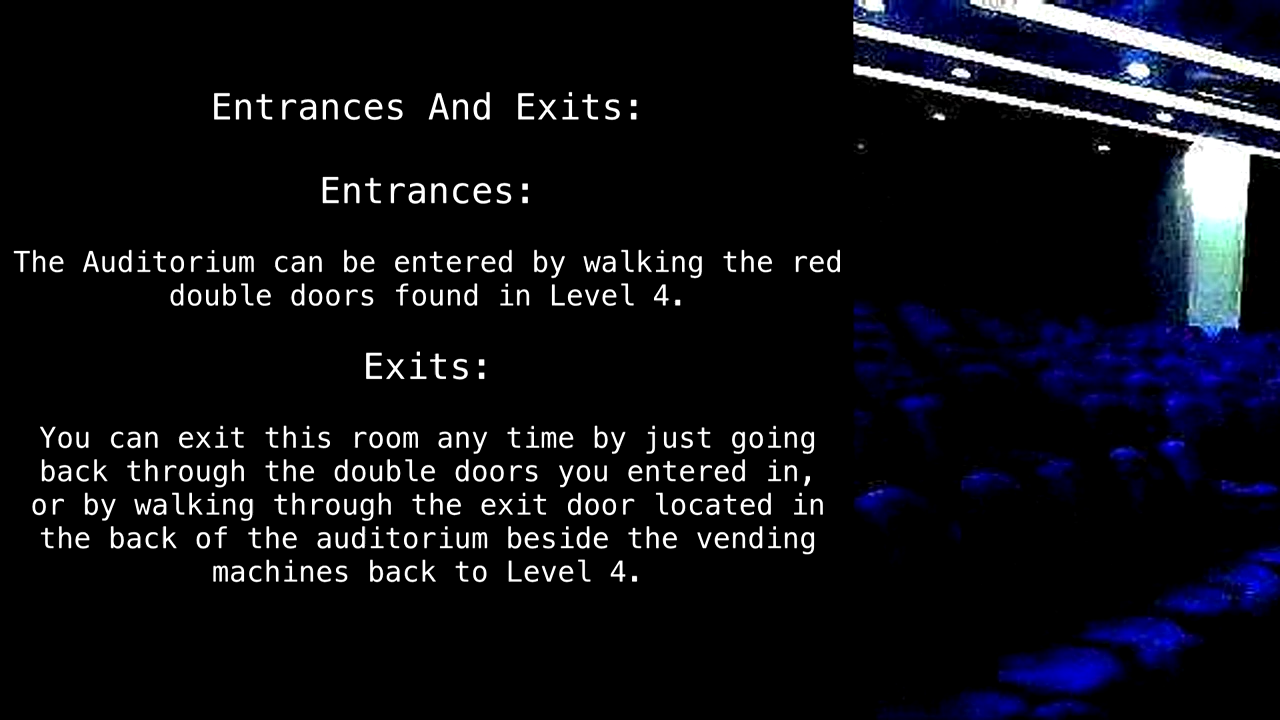 Entrances And Exits:
Entrances:
The Auditorium can be entered by walking the red
double doors found in Level 4.
Exits:
You can exit this room any time by just going
back through the double doors you entered in,
or by walking through the exit door located in
the back of the auditorium beside the vending
machines back to Level 4.